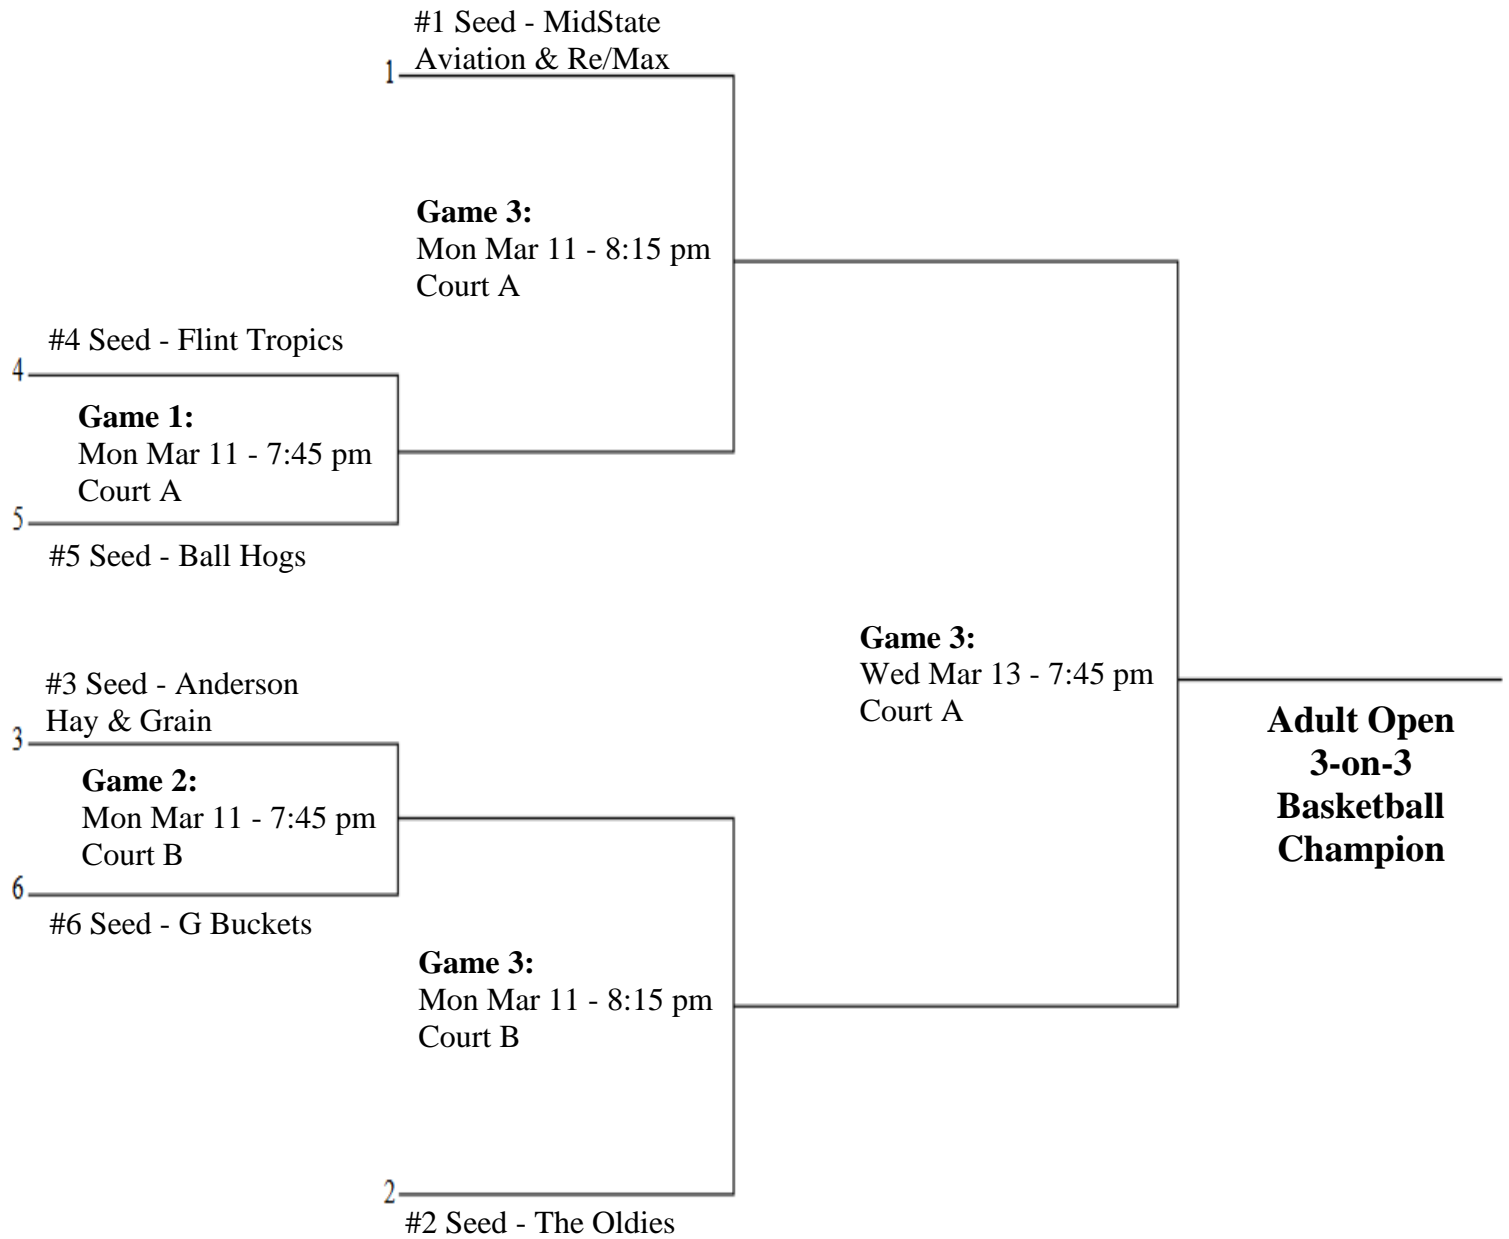 #1 Seed - MidState
Aviation & Re/Max
1
Game 3:
Mon Mar 11 - 8:15 pm
Court A
#4 Seed - Flint Tropics
4
Game 1:
Mon Mar 11 - 7:45 pm
Court A
5
#5 Seed - Ball Hogs
Game 3:
Wed Mar 13 - 7:45 pm
Court A
#3 Seed - Anderson
Hay & Grain
3
Game 2:
Mon Mar 11 - 7:45 pm
Court B
6
#6 Seed - G Buckets
Adult Open
3-on-3
Basketball
Champion
Game 3:
Mon Mar 11 - 8:15 pm
Court B
2
#2 Seed - The Oldies